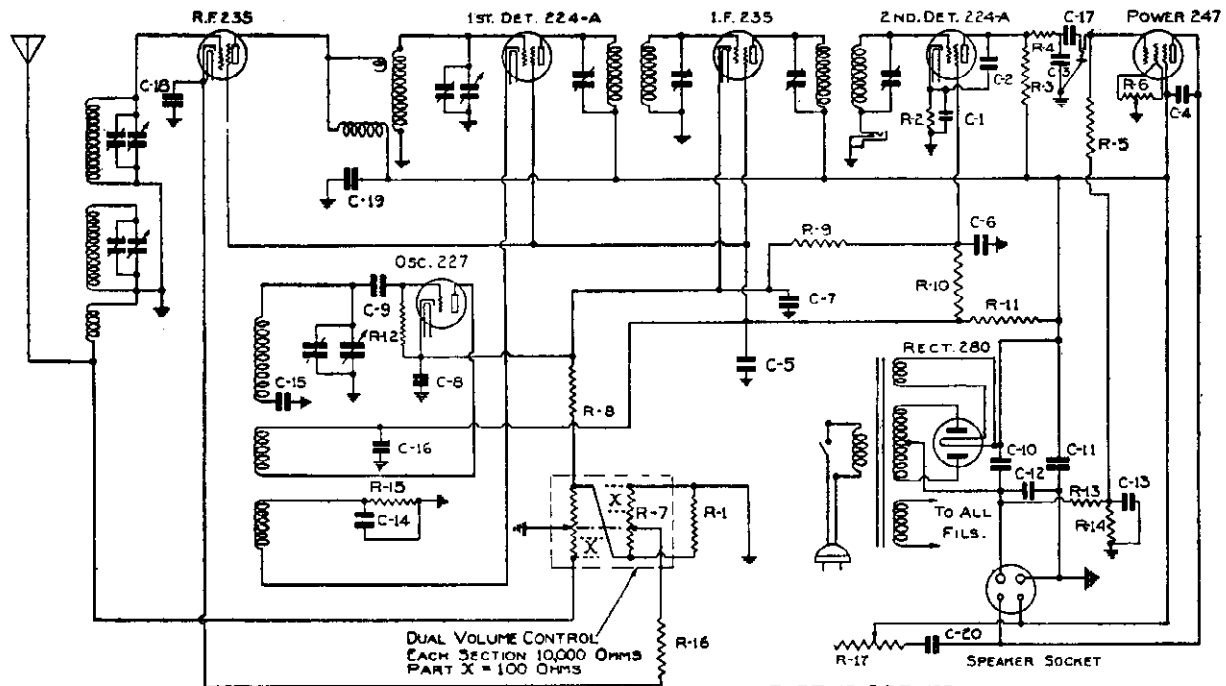 R.F. 235
1ST. DET. 224-A
I.F. 235
2ND. DET. 224-A
C-17
POWER 247
R-4
C-3
C-18
C-2
R-3
R-6
C-4
R-2
C-1
R-5
C-19
R-9
C-6
OSC. 227
R-10
C-7
C-9
R-11
R-12
RECT. 280
C-5
C-15
C-8
R-8
C-16
C-10
C-11
C-12
R-15
X
R-7
R-1
R-13
C-13
C-14
TO ALL
FILS.
R-14
X
DUAL VOLUME CONTROL
EACH SECTION 10,000 OHMS
PART X = 100 OHMS
R-16
C-20
R-17
SPEAKER SOCKET